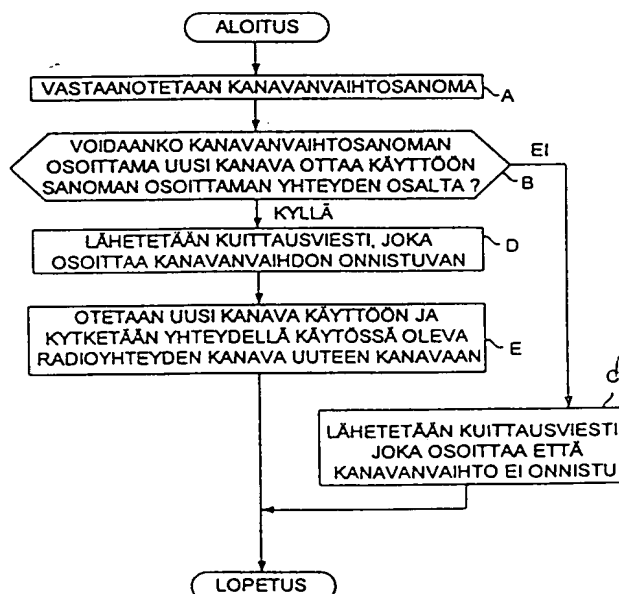 ALOITUS
VASTAANOTETAAN KANAVANVAIHTOSANOMA
A
VOIDAANKO KANAVANVAIHTOSANOMAN
OSOITTAMA UUSI KANAVA OTTAA KÄYTTÖÖN
SANOMAN OSOITTAMAN YHTEYDEN OSALTA ?
EI
B
KYLLÄ
LÄHETETÄÄN KUITTAUSVIESTI, JOKA
OSOITTAA KANAVANVAIHDON ONNISTUVAN
D
OTETAAN UUSI KANAVA KÄYTTÖÖN JA
KYTKETÄÄN YHTEYDELLÄ KÄYTÖSSÄ OLEVA
RADIOYHTEYDEN KANAVA UUTEEN KANAVAAN
E
C
LÄHETETÄÄN KUITTAUSVIESTI,
JOKA OSOITTAA ETTÄ
KANAVANVAIHTO EI ONNISTU
LOPETUS